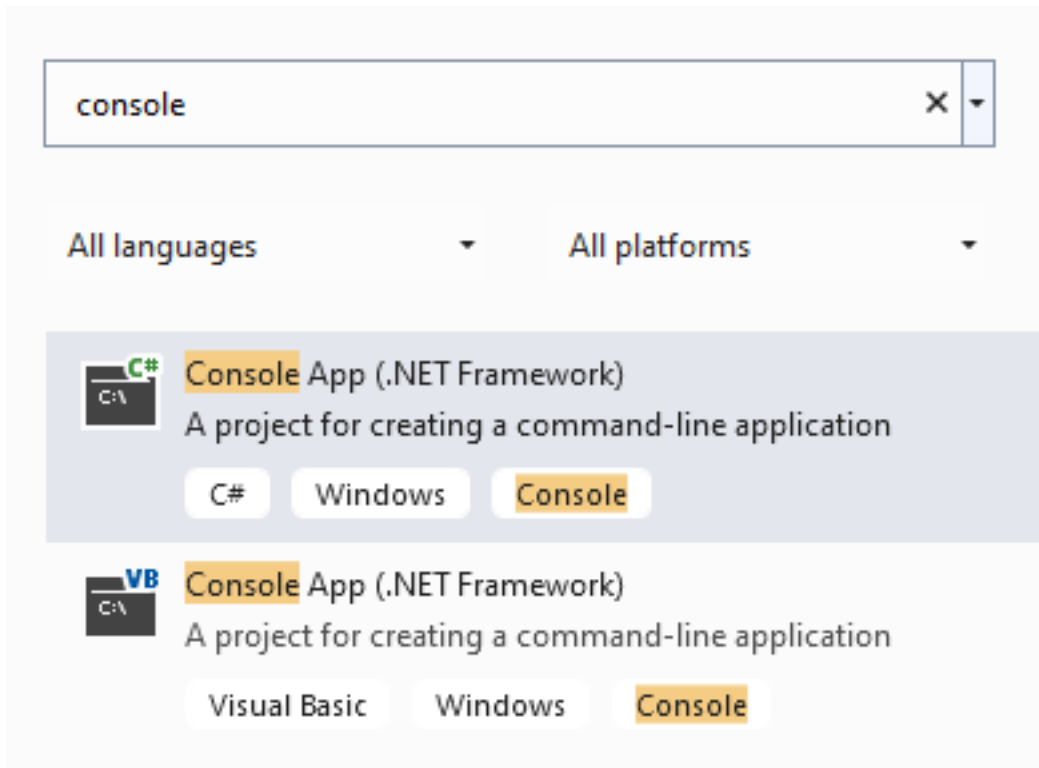 console
All languages All platforms
C#
C:\
Console App (.NET Framework)
A project for creating a command-line application
C# Windows Console
VB
C:\
Console App (.NET Framework)
A project for creating a command-line application
Visual Basic Windows Console